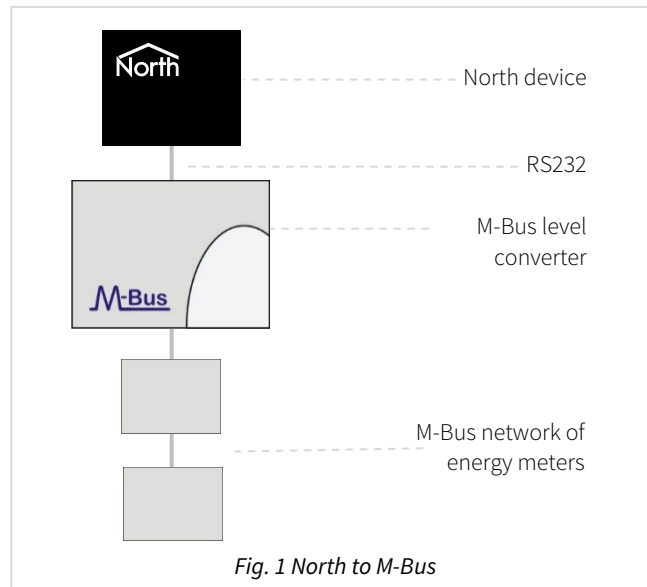 North
North device
RS232
M-Bus level
converter
M-Bus
M-Bus network of
energy meters
Fig. 1 North to M-Bus